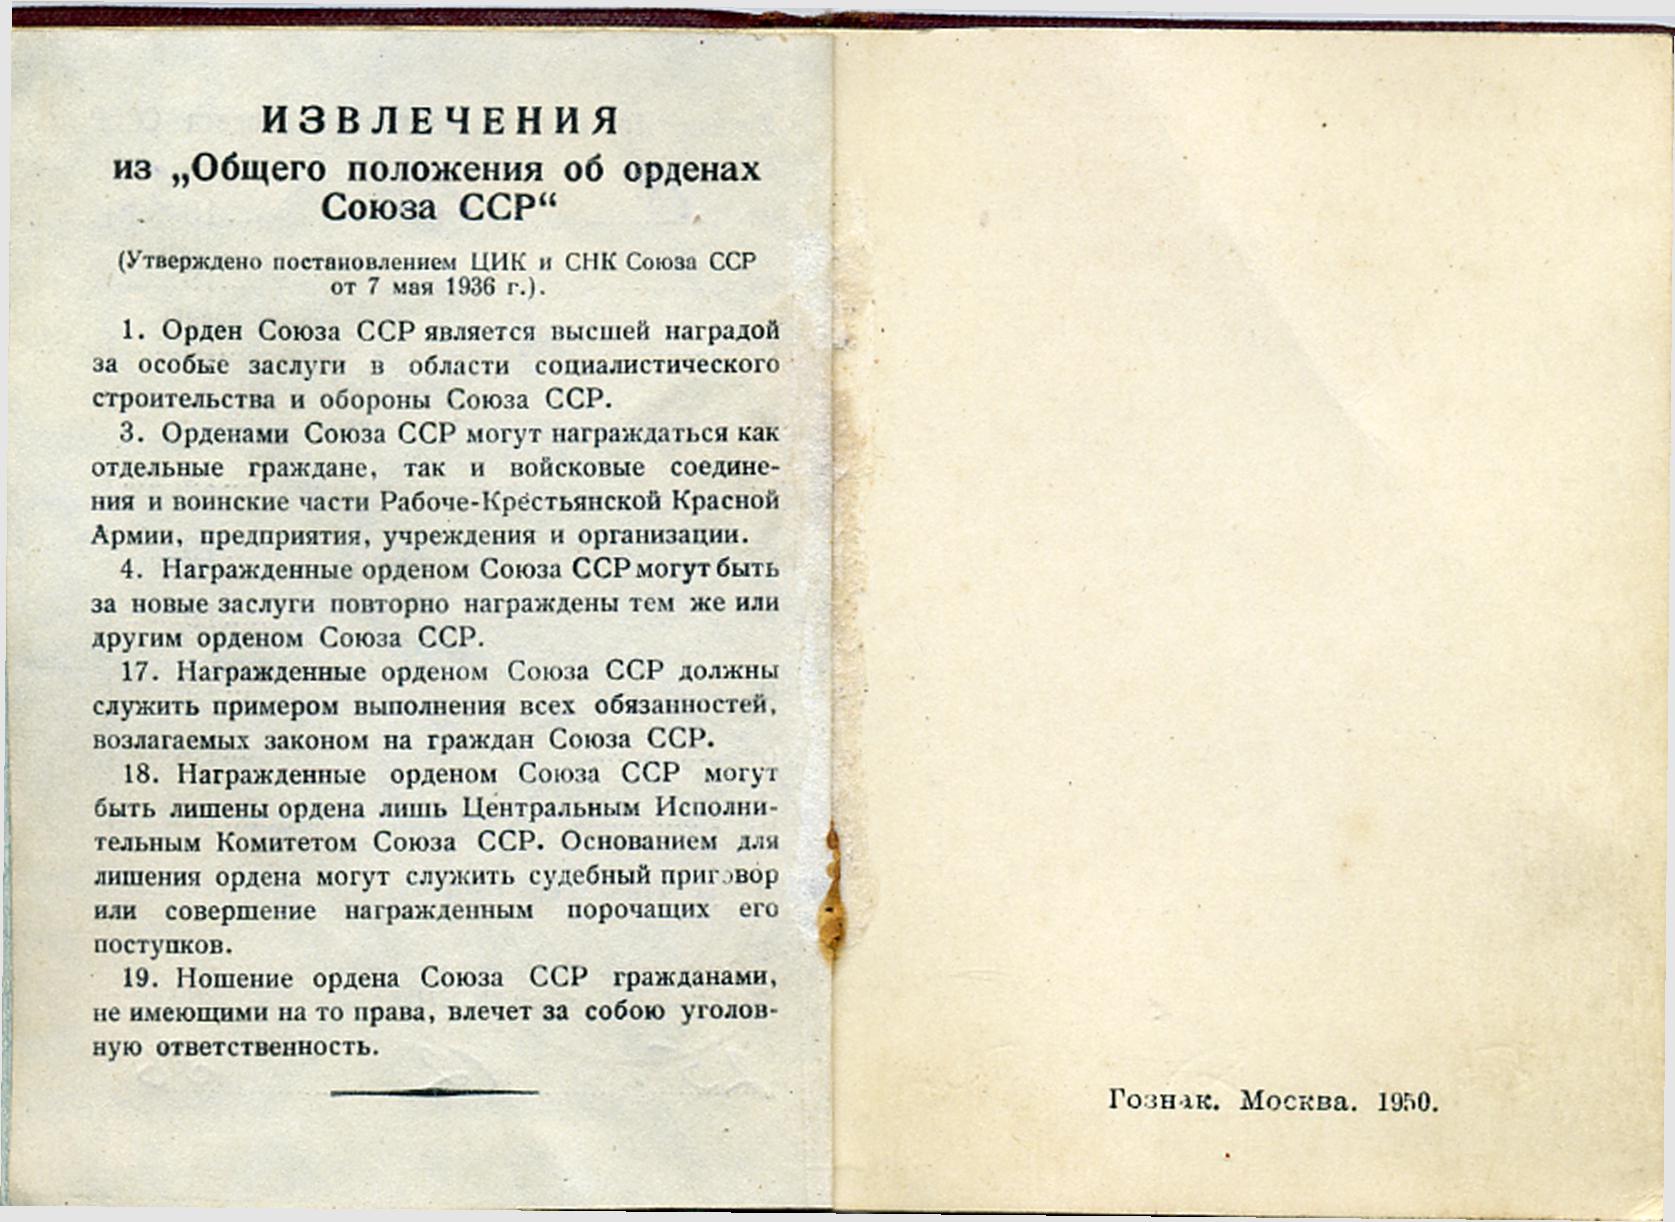 ИЗВЛЕЧЕНИЯ
из „Общего положения об орденах
Союза ССР“
(Утверждено постановлением ЦИК и СНК Союза ССР
от 7 мая 1936 г.).
1. Орден Союза ССР является высшей наградой
за особые заслуги в области социалистического
строительства и обороны Союза ССР.
3. Орденами Союза ССР могут награждаться как
отдельные граждане, так и войсковые соедине-
ния и воинские части Рабоче-Крестьянской Красной
Армии, предприятия, учреждения и организации.
4. Награжденные орденом Союза ССР могут быть
за новые заслуги повторно награждены тем же или
другим орденом Союза ССР.
17. Награжденные орденом Союза ССР должны
служить примером выполнения всех обязанностей,
возлагаемых законом на граждан Союза ССР.
18. Награжденные орденом Союза ССР могут
быть лишены ордена лишь Центральным Исполни-
тельным Комитетом Союза ССР. Основанием для
лишения ордена могут служить судебный приговор
или совершение награжденным порочащих его
поступков.
19. Ношение ордена Союза ССР гражданами,
не имеющими на то права, влечет за собою уголов-
ную ответственность.
Гознак. Москва. 1950.